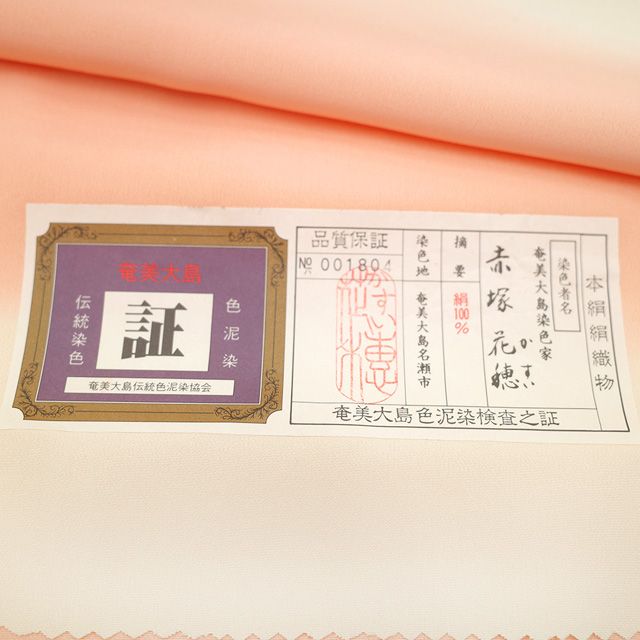 奄美大島
色泥染
証
伝統染色
奄美大島伝統色泥染協会
本絹絹織物
染色者名
奄美大島染色家
赤塚花穂
かすい
摘要
絹100%
染色地
奄美大島名瀬市
品質保証
№ 001804
かすい
穂
奄美大島色泥染検査之証